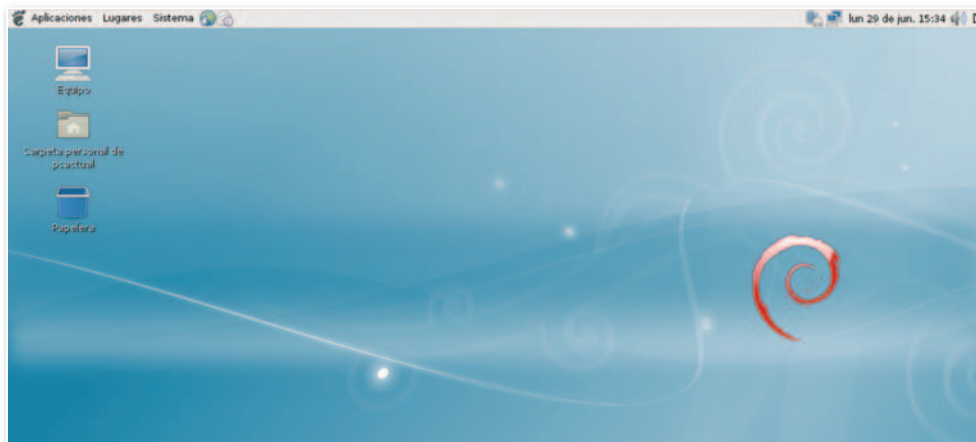 Aplicaciones Lugares Sistema
lun 29 de jun, 15:34
Equipo
Carpeta personal de
pcactual
Papelera